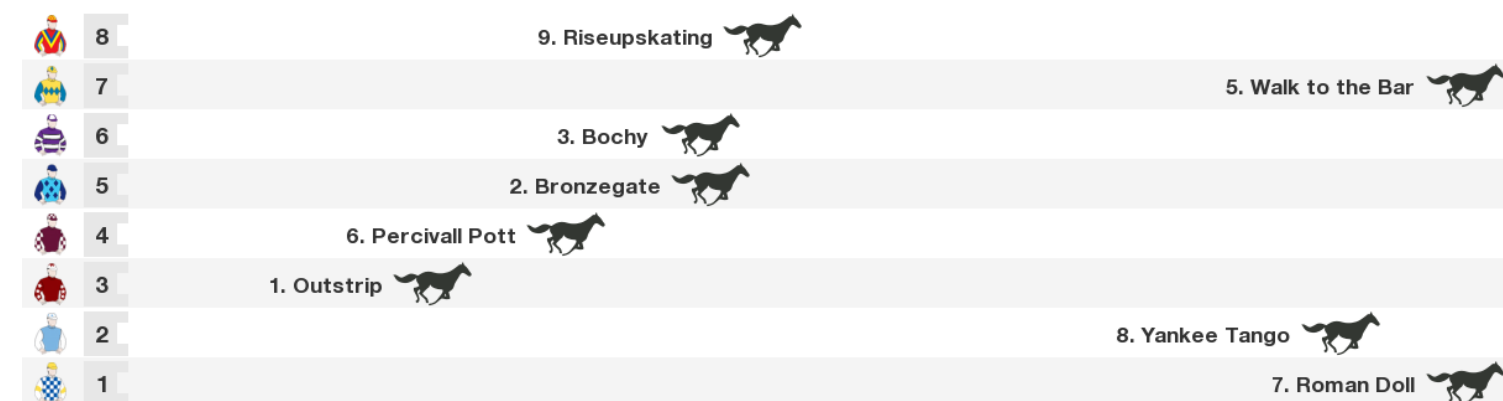 8 9. Riseupskating
7 5. Walk to the Bar
6 3. Bochy
5 2. Bronzegate
4 6. Percivall Pott
3 1. Outstrip
2 8. Yankee Tango
1 7. Roman Doll